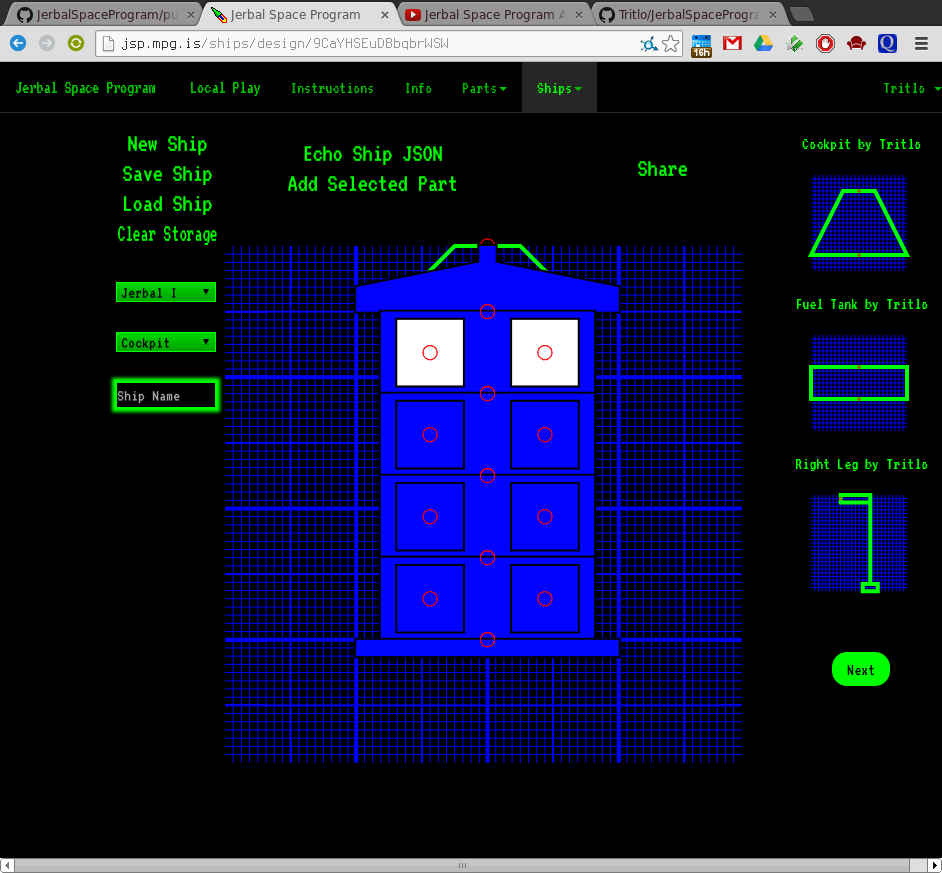 JerbalSpaceProgram/pu
Jerbal Space Program
Jerbal Space Program A
Tritlo/JerbalSpaceProgra
jsp.mpg.is/ships/design/9CaYHSEuDBbqbrWSW
16h
Jerbal Space Program
Local Play
Instructions
Info
Parts
Ships
Tritlo
New Ship
Save Ship
Load Ship
Clear Storage
Echo Ship JSON
Add Selected Part
Share
Jerbal I
Cockpit
Ship Name
Cockpit by Tritlo
Fuel Tank by Tritlo
Right Leg by Tritlo
Next